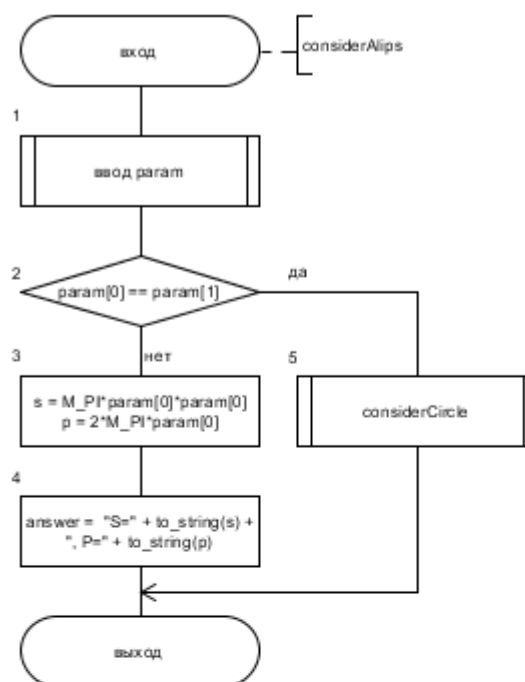 вход
considerAlips
1
ввод param
2
param[0] == param[1]
да
нет
3
s = M_PI*param[0]*param[0]
p = 2*M_PI*param[0]
5
considerCircle
4
answer = "S=" + to_string(s) +
", P=" + to_string(p)
выход